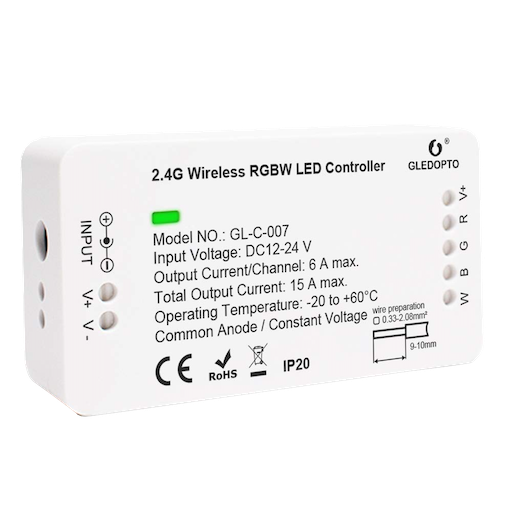 GLEDOPTO
®
2.4G Wireless RGBW LED Controller
Model NO.: GL-C-007
Input Voltage: DC12-24 V
Output Current/Channel: 6 A max.
Total Output Current: 15 A max.
Operating Temperature: -20 to +60°C
Common Anode / Constant Voltage
CE
RoHS
IP20
wire preparation
0.33-2.08mm²
9-10mm
INPUT
+
-
V+
V-
V+
R
G
B
W